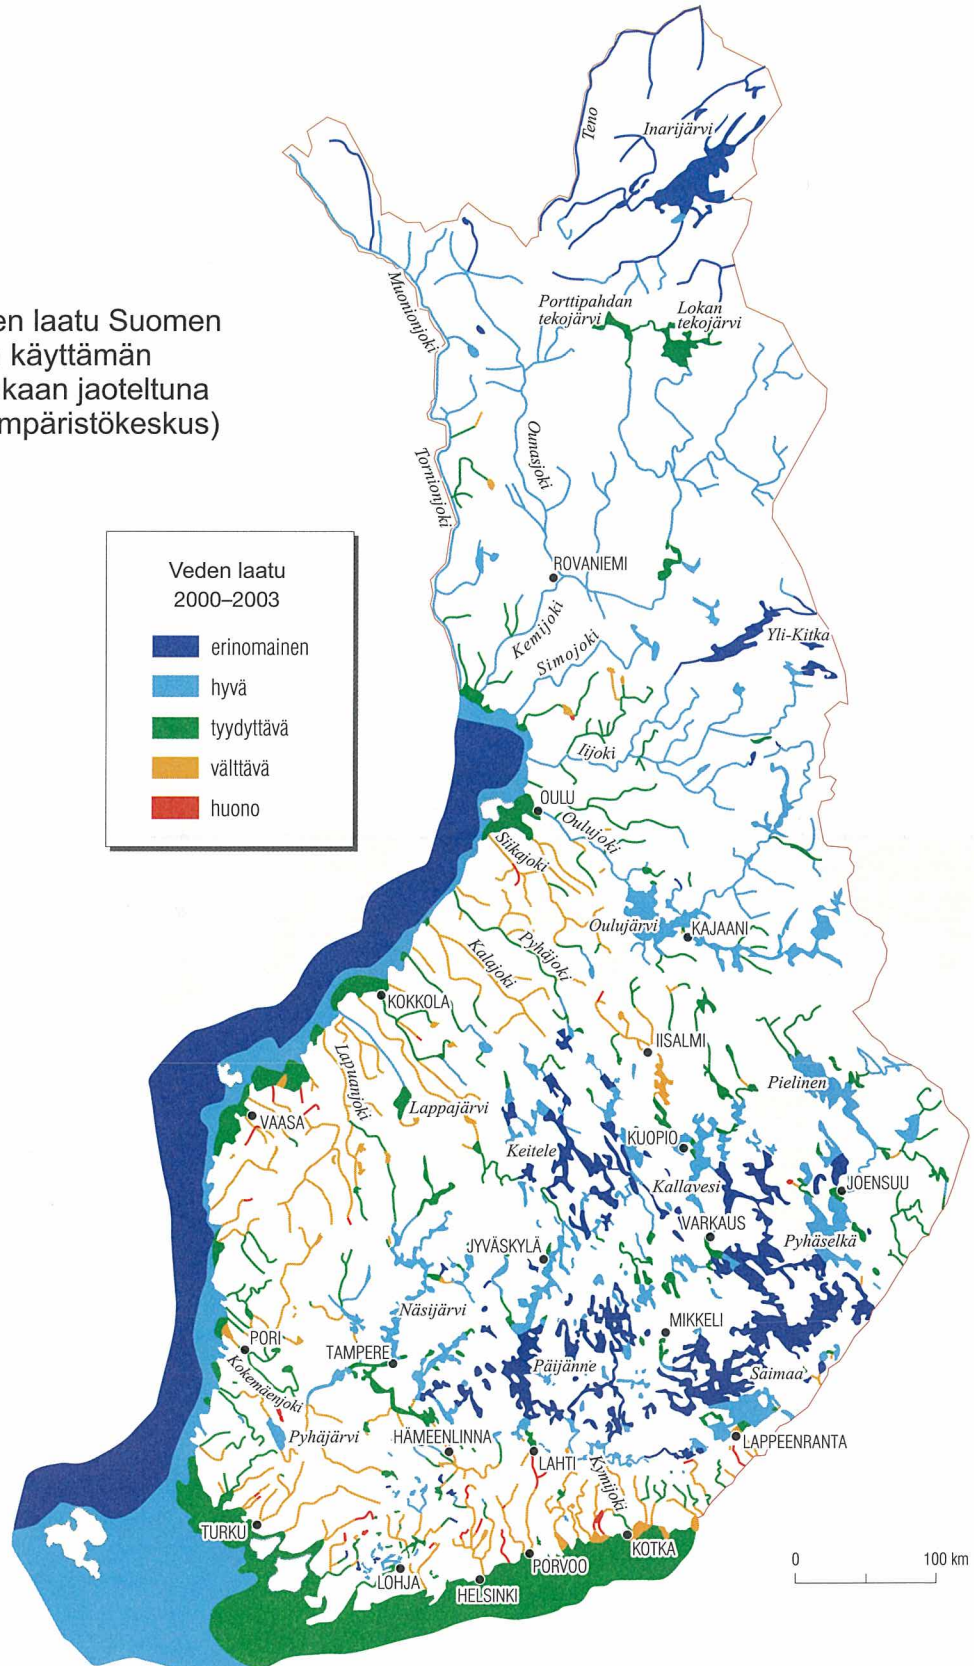 en laatu Suomen
käyttämän
kaan jaoteltuna
mpäristökeskus)
Veden laatu
2000–2003
erinomainen
hyvä
tyydyttävä
välttävä
huono
Teno
Inarijärvi
Muonionjoki
Porttipahdan
tekojärvi
Lokan
tekojärvi
Ounasjoki
Tornionjoki
ROVANIEMI
Kemijoki
Simojoki
Yli-Kitka
Iijoki
OULU
Oulujoki
Siikajoki
Oulujärvi
KAJAANI
Pyhäjoki
Kalajoki
KOKKOLA
IISALMI
Lapuanjoki
Lappajärvi
Pielinen
VAASA
KUOPIO
Keitele
Kallavesi
JOENSUU
VARKAUS
Pyhäselkä
JYVÄSKYLÄ
Näsijärvi
MIKKELI
PORI
TAMPERE
Päijänne
Saimaa
Kokemäenjoki
Pyhäjärvi
HÄMEENLINNA
LAHTI
LAPPEENRANTA
Kymijoki
TURKU
KOTKA
PORVOO
LOHJA
HELSINKI
0 100 km